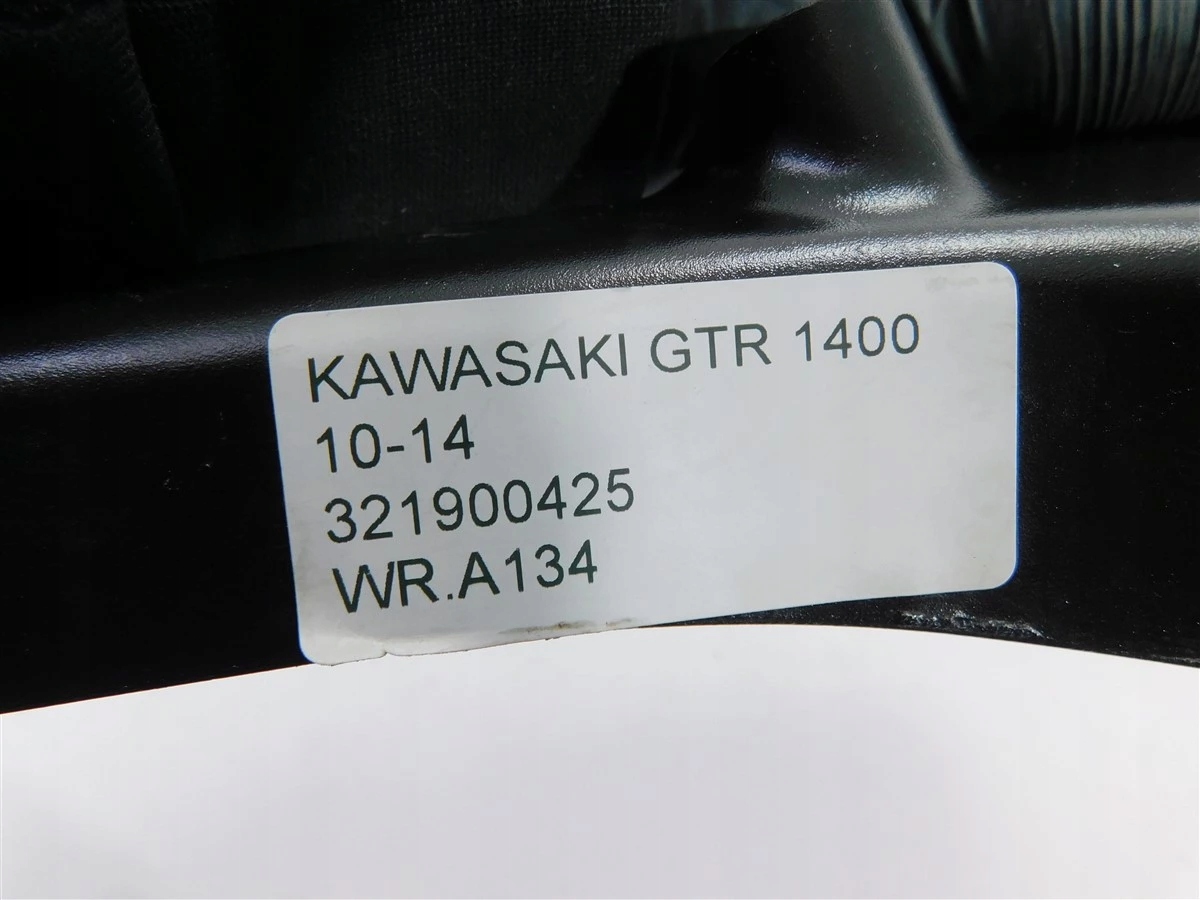 KAWASAKI GTR 1400
10-14
321900425
WR.A134